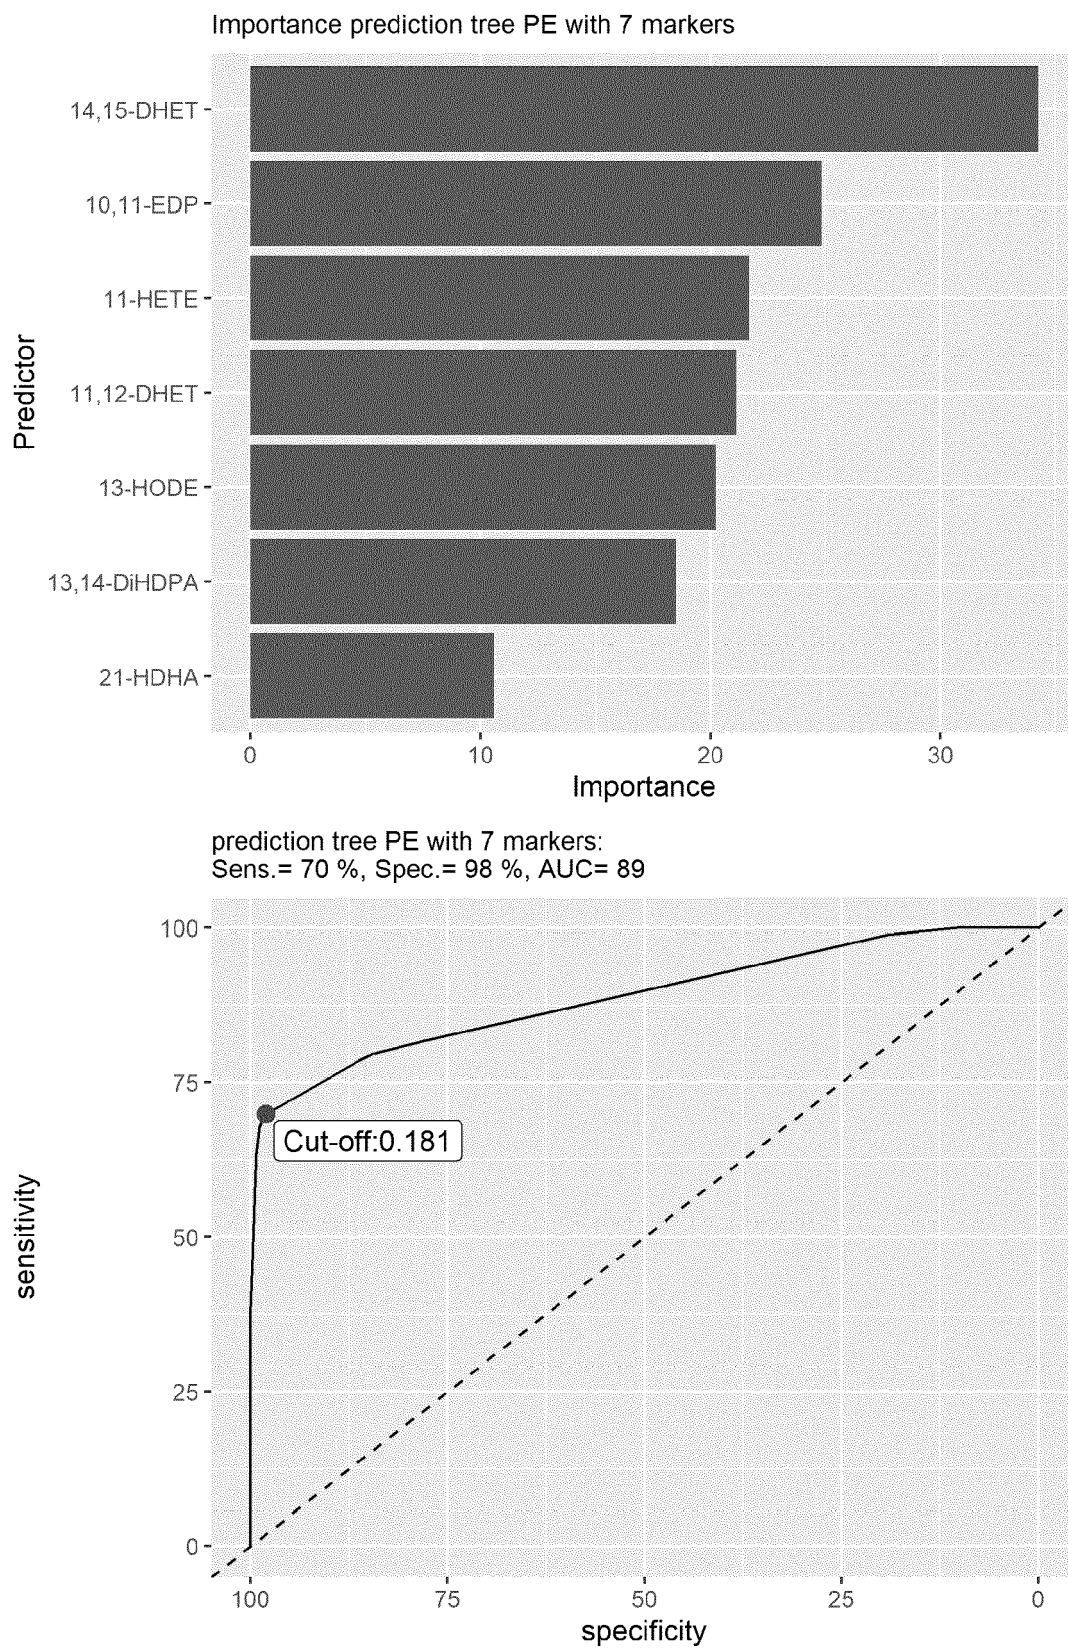 Importance prediction tree PE with 7 markers
Predictor
14,15-DHET
10,11-EDP
11-HETE
11,12-DHET
13-HODE
13,14-DiHDPA
21-HDHA
0 10 20 30
Importance
prediction tree PE with 7 markers:
Sens.= 70 %, Spec.= 98 %, AUC= 89
sensitivity
100
75
50
25
0
Cut-off:0.181
100 75 50 25 0
specificity